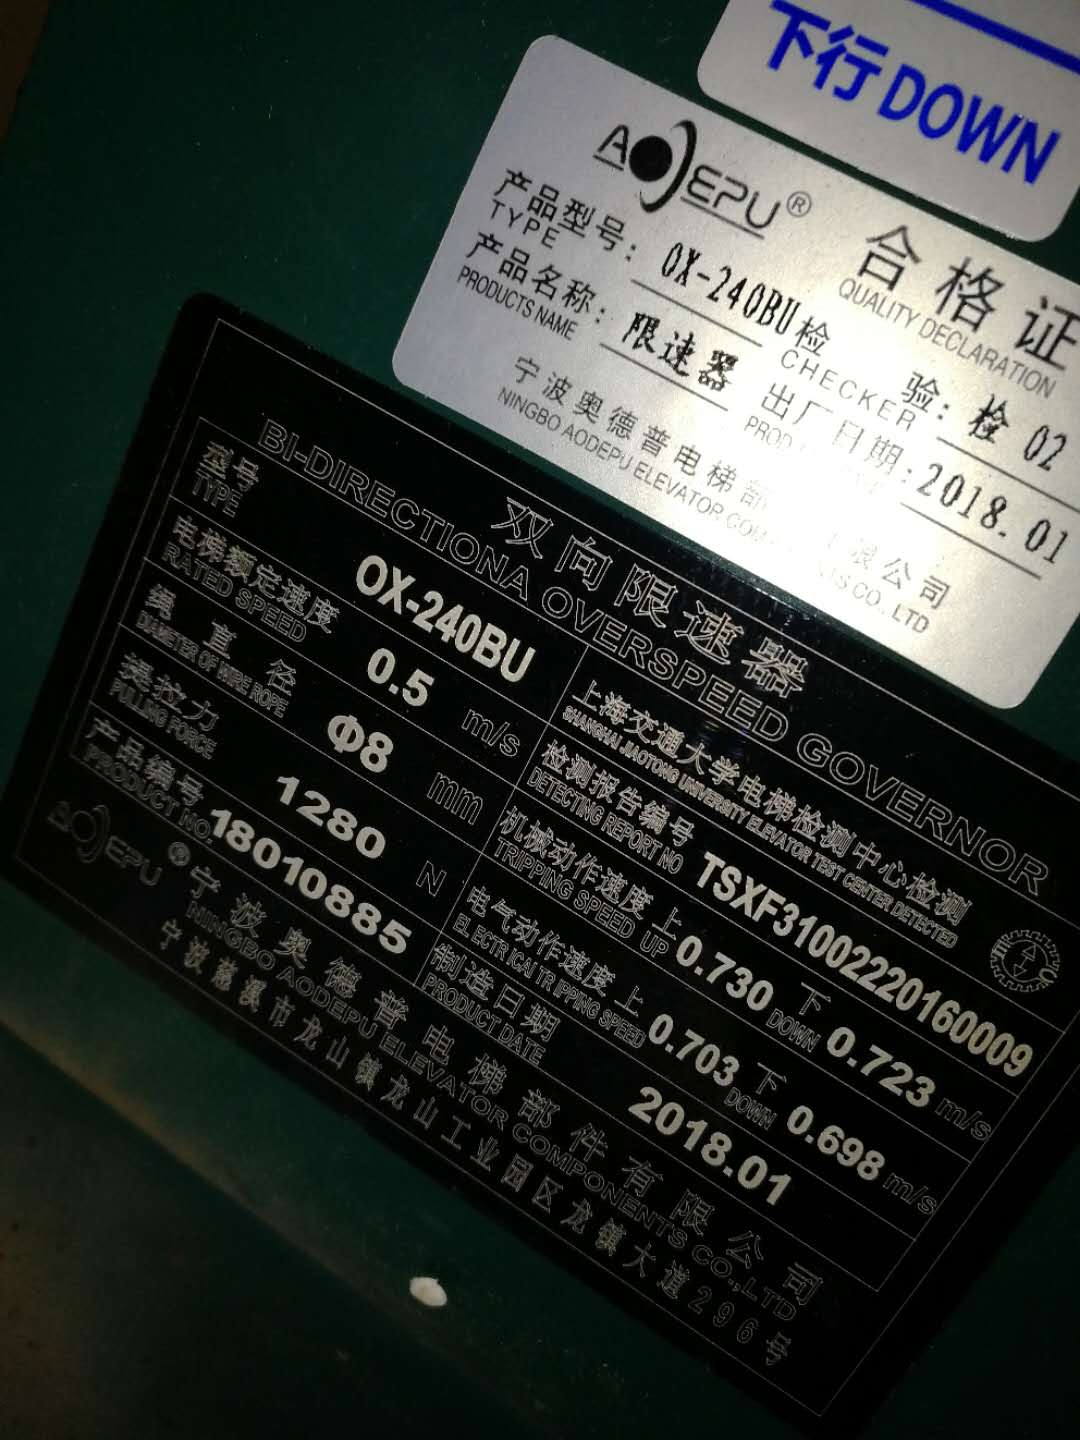 下行 DOWN
AODEPU®
合格证
QUALITY DECLARATION
产品型号: OX-240BU
TYPE
检 验: 检 02
CHECKER
产品名称: 限速器
PRODUCTS NAME
出厂日期: 2018.01
PROD
宁波奥德普电梯部 限公司
NINGBO AODEPU ELEVATOR COM TS CO., LTD
双向限速器
BI-DIRECTIONA OVERSPEED GOVERNOR
型号 OX-240BU
TYPE
电梯额定速度 0.5 m/s
RATED SPEED
绳直径 Φ8 mm
DIAMETER OF WIRE ROPE
提拉力 1280 N
PULLING FORCE
产品编号 18010885
PRODUCT NO.
上海交通大学电梯检测中心检测
SHANGHAI JIAOTONG UNIVERSITY ELEVATOR TEST CENTER DETECTED
检测报告编号 TSXF31002220160009
DETECTING REPORT NO
机械动作速度 上 0.730 下 0.723 m/s
TRIPPING SPEED UP DOWN
电气动作速度 上 0.703 下 0.698 m/s
ELECTRICAI TRIPPING SPEED DOWN
制造日期 2018.01
PRODUCT DATE
AODEPU® 宁波奥德普电梯部件有限公司
NINGBO AODEPU ELEVATOR COMPONENTS CO.,LTD
宁波慈溪市龙山镇龙山工业园区龙镇大道296号